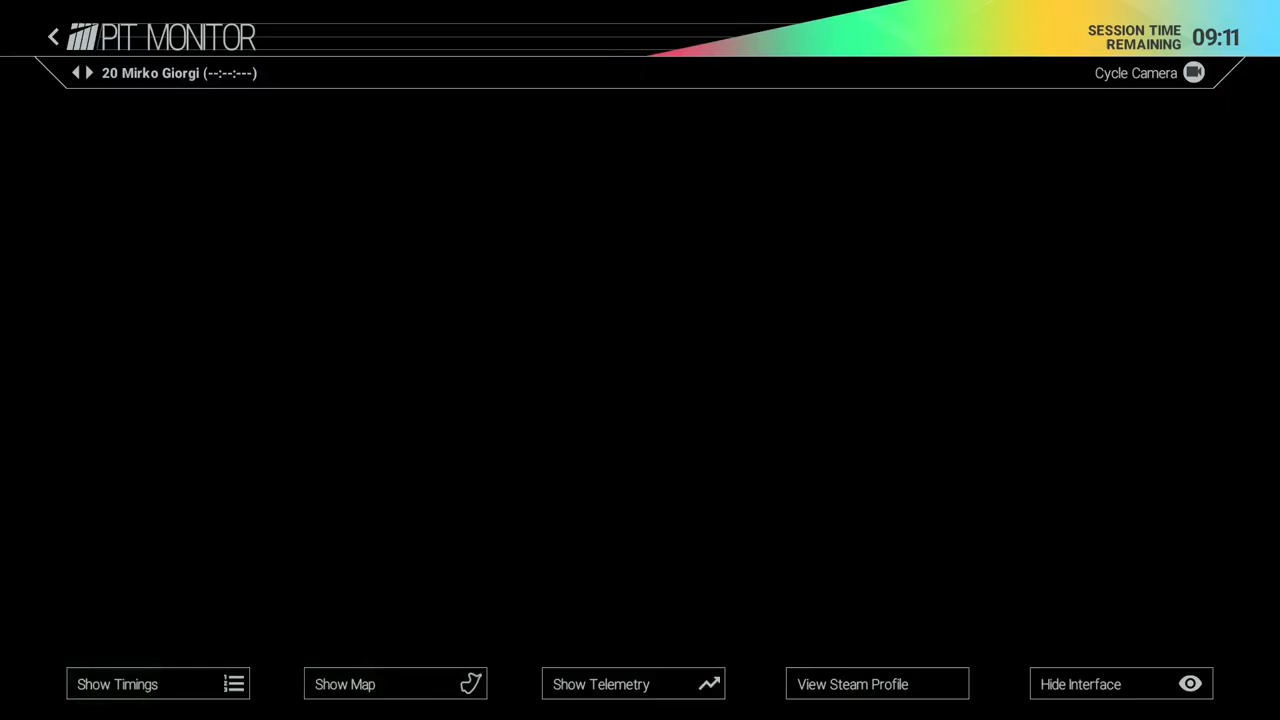 PIT MONITOR
SESSION TIME
REMAINING
09:11
20 Mirko Giorgi (--:--:---)
Cycle Camera
Show Timings
Show Map
Show Telemetry
View Steam Profile
Hide Interface